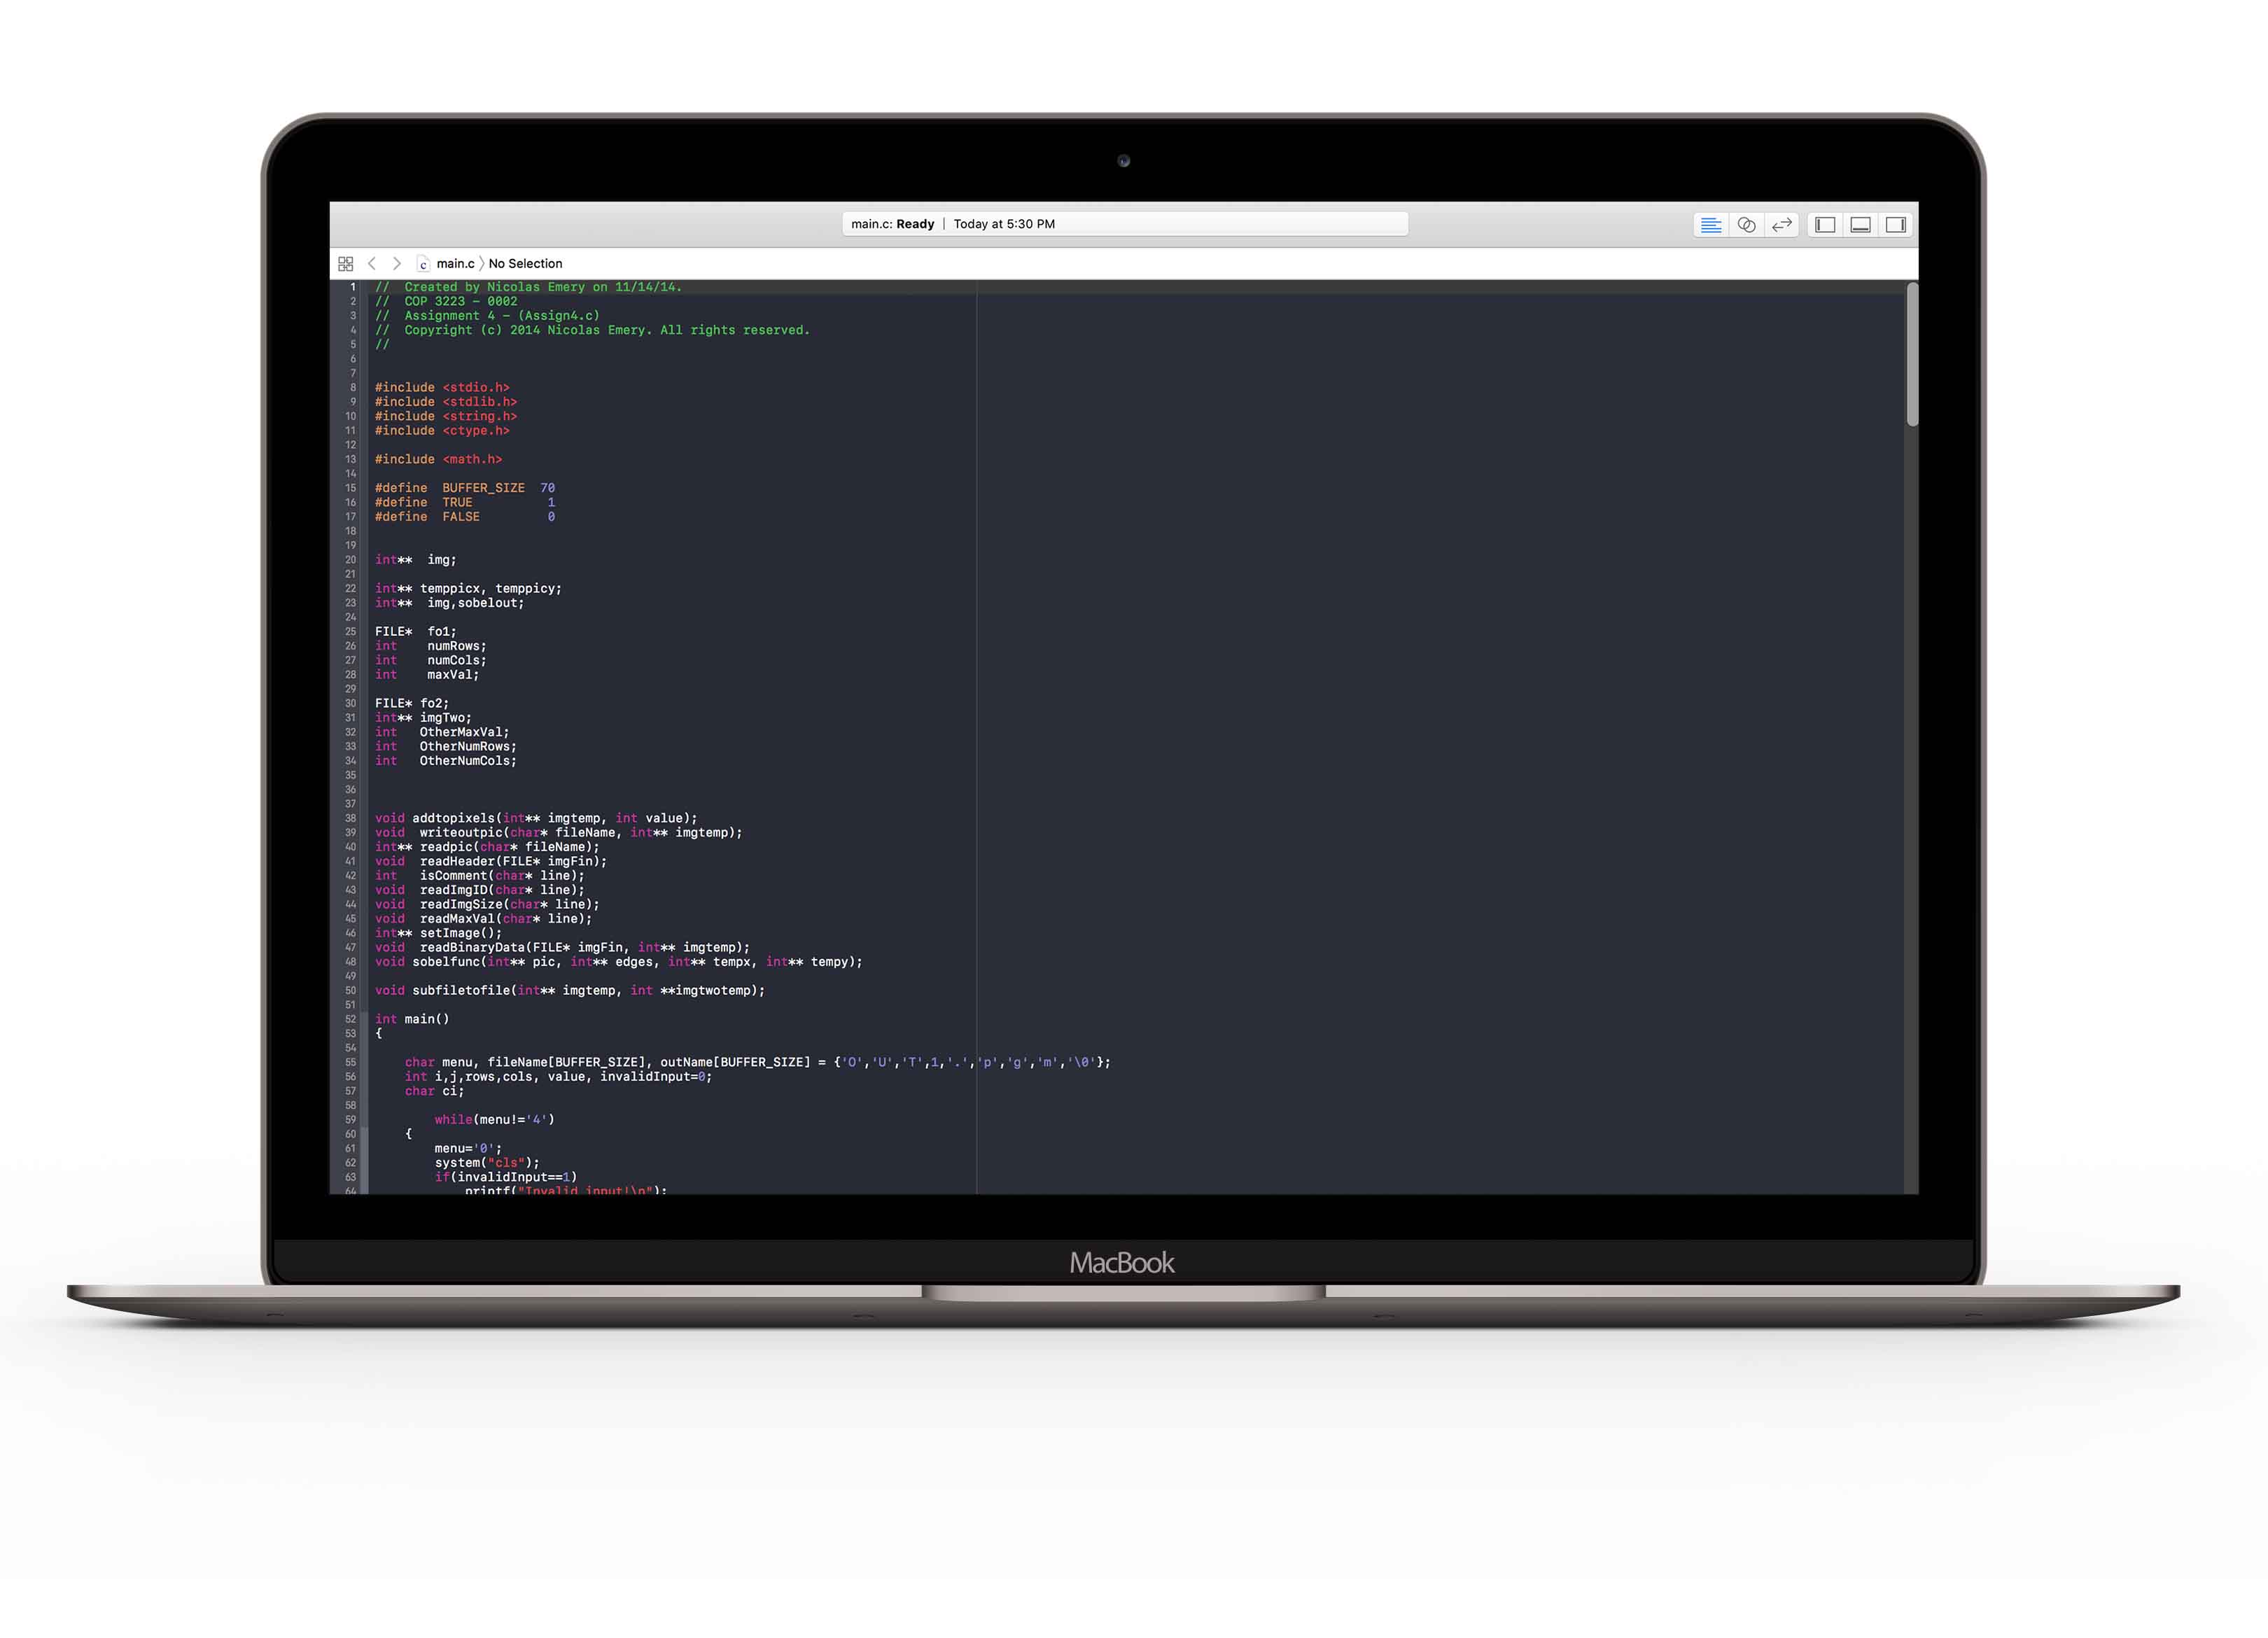 main.c: Ready | Today at 5:30 PM
c main.c 〉No Selection
1 //  Created by Nicolas Emery on 11/14/14.
2 //  COP 3223 – 0002
3 //  Assignment 4 – (Assign4.c)
4 //  Copyright (c) 2014 Nicolas Emery. All rights reserved.
5 //
6
7
8 #include <stdio.h>
9 #include <stdlib.h>
10 #include <string.h>
11 #include <ctype.h>
12
13 #include <math.h>
14
15 #define  BUFFER_SIZE  70
16 #define  TRUE          1
17 #define  FALSE         0
18
19
20 int**  img;
21
22 int** temppicx, temppicy;
23 int**  img,sobelout;
24
25 FILE*  fo1;
26 int    numRows;
27 int    numCols;
28 int    maxVal;
29
30 FILE* fo2;
31 int** imgTwo;
32 int   OtherMaxVal;
33 int   OtherNumRows;
34 int   OtherNumCols;
35
36
37
38 void addtopixels(int** imgtemp, int value);
39 void  writeoutpic(char* fileName, int** imgtemp);
40 int** readpic(char* fileName);
41 void  readHeader(FILE* imgFin);
42 int   isComment(char* line);
43 void  readImgID(char* line);
44 void  readImgSize(char* line);
45 void  readMaxVal(char* line);
46 int** setImage();
47 void  readBinaryData(FILE* imgFin, int** imgtemp);
48 void sobelfunc(int** pic, int** edges, int** tempx, int** tempy);
49
50 void subfiletofile(int** imgtemp, int **imgtwotemp);
51
52 int main()
53 {
54
55     char menu, fileName[BUFFER_SIZE], outName[BUFFER_SIZE] = {'O','U','T',1,'.','p','g','m','\0'};
56     int i,j,rows,cols, value, invalidInput=0;
57     char ci;
58
59         while(menu!='4')
60     {
61         menu='0';
62         system("cls");
63         if(invalidInput==1)
64             printf("Invalid input!\n");
MacBook